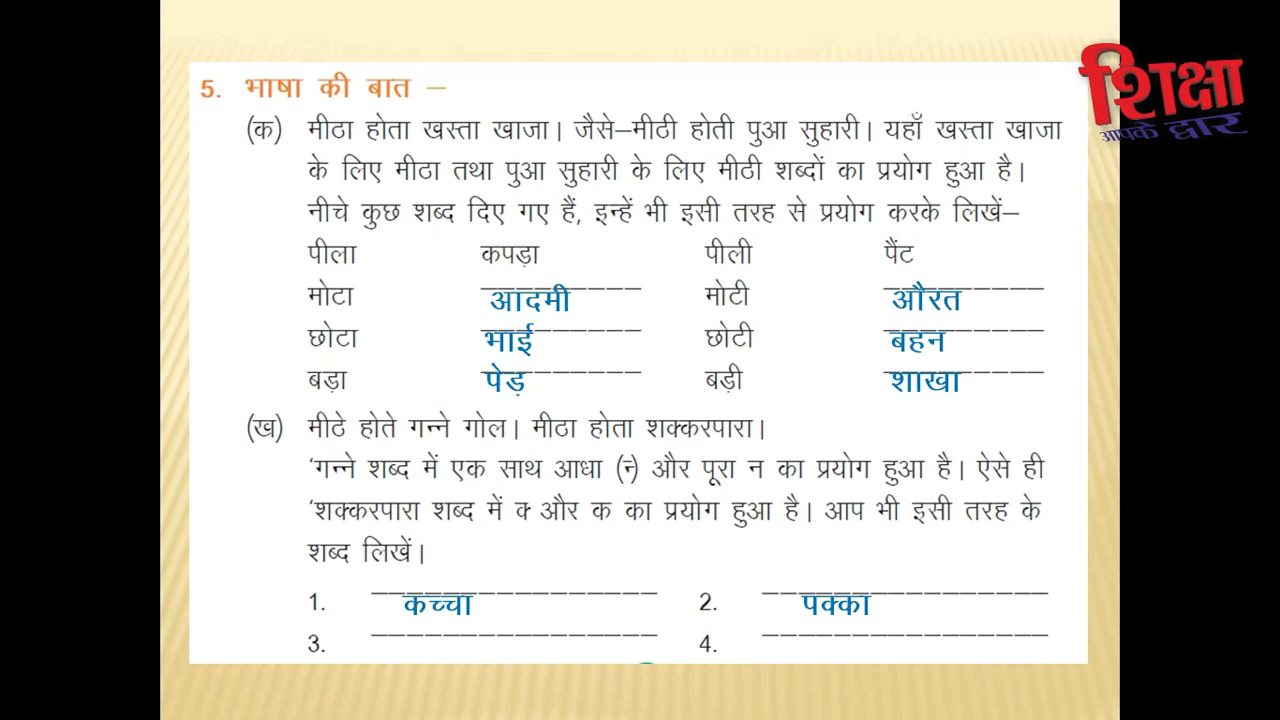 शिक्षा
आपके द्वार
5. भाषा की बात –
(क) मीठा होता खस्ता खाजा। जैसे–मीठी होती पुआ सुहारी। यहाँ खस्ता खाजा
के लिए मीठा तथा पुआ सुहारी के लिए मीठी शब्दों का प्रयोग हुआ है।
नीचे कुछ शब्द दिए गए हैं, इन्हें भी इसी तरह से प्रयोग करके लिखें–
पीला कपड़ा पीली पैंट
मोटा आदमी मोटी औरत
छोटा भाई छोटी बहन
बड़ा पेड़ बड़ी शाखा
(ख) मीठे होते गन्ने गोल। मीठा होता शक्करपारा।
‘गन्ने शब्द में एक साथ आधा (न्) और पूरा न का प्रयोग हुआ है। ऐसे ही
‘शक्करपारा शब्द में क् और क का प्रयोग हुआ है। आप भी इसी तरह के
शब्द लिखें।
1. कच्चा 2. पक्का
3. 4.